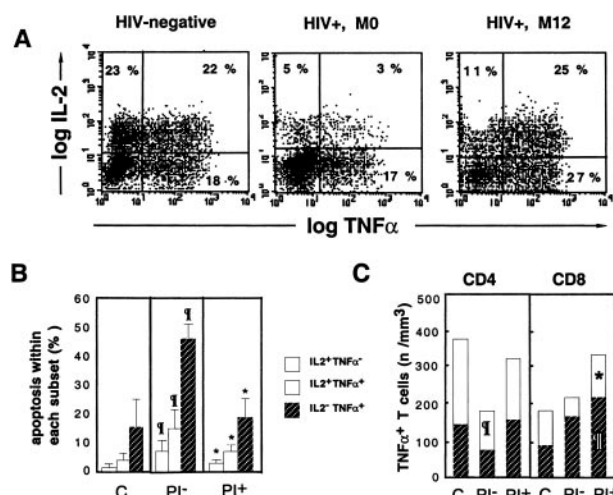 A
HIV-negative
HIV+, M0
HIV+, M12
log IL-2
23 %
22 %
18 %
5 %
3 %
17 %
11 %
25 %
27 %
log TNFα
B
apoptosis within
each subset (%)
60
50
40
30
20
10
0
¶
¶
¶
*
*
*
C
PI-
PI+
IL2+TNFα-
IL2+TNFα+
IL2- TNFα+
C
CD4
CD8
TNFα+ T cells (n /mm³)
500
400
300
200
100
0
¶
*
¶
C
PI-
PI+
C
PI-
PI+